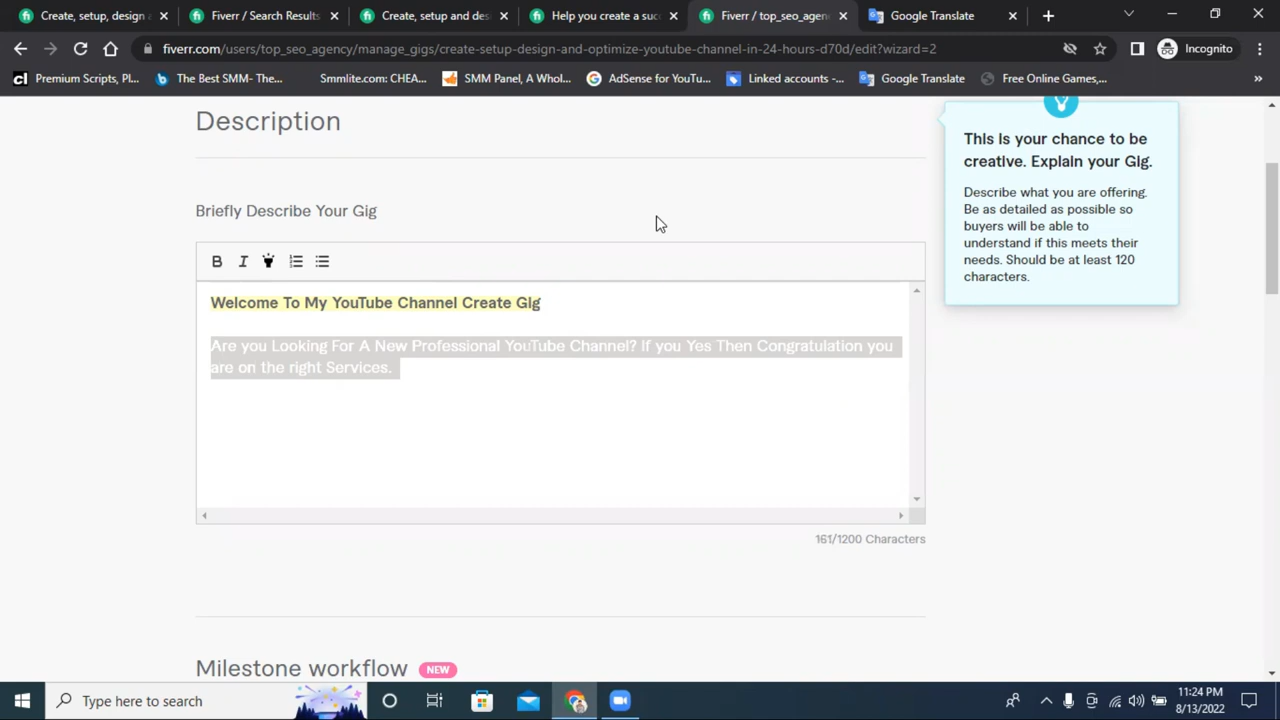 Create, setup, design a
Fiverr / Search Results
Create, setup and des
Help you create a suc
Fiverr / top_seo_agen
Google Translate
fiverr.com/users/top_seo_agency/manage_gigs/create-setup-design-and-optimize-youtube-channel-in-24-hours-d70d/edit?wizard=2
Incognito
Premium Scripts, Pl...
The Best SMM- The...
Smmlite.com: CHEA...
SMM Panel, A Whol...
AdSense for YouTu...
Linked accounts -...
Google Translate
Free Online Games,...
»
Description
This is your chance to be
creative. Explain your Gig.
Describe what you are offering.
Be as detailed as possible so
buyers will be able to
understand if this meets their
needs. Should be at least 120
characters.
Briefly Describe Your Gig
B I
Welcome To My YouTube Channel Create Gig
Are you Looking For A New Professional YouTube Channel? If you Yes Then Congratulation you
are on the right Services.
161/1200 Characters
Milestone workflow NEW
Type here to search
11:24 PM
8/13/2022